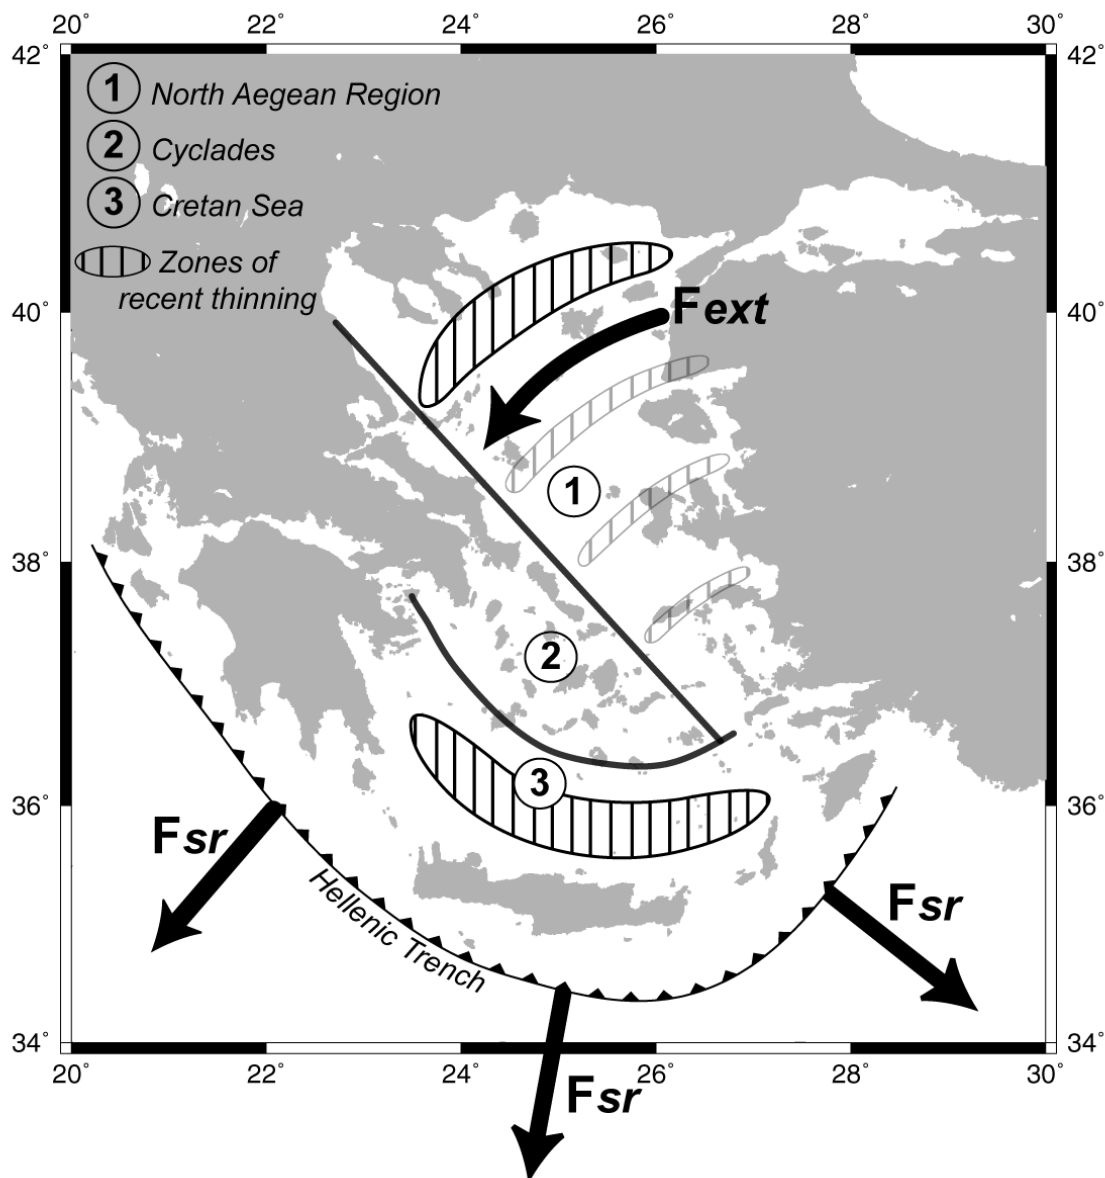 20° 22° 24° 26° 28° 30°
42° 42°
1 North Aegean Region
2 Cyclades
3 Cretan Sea
Zones of
recent thinning
40° 40°
Fext
1
38° 38°
2
3
36° 36°
Fsr
Fsr
Hellenic Trench
34° 34°
20° 22° 24° 26° 28° 30°
Fsr